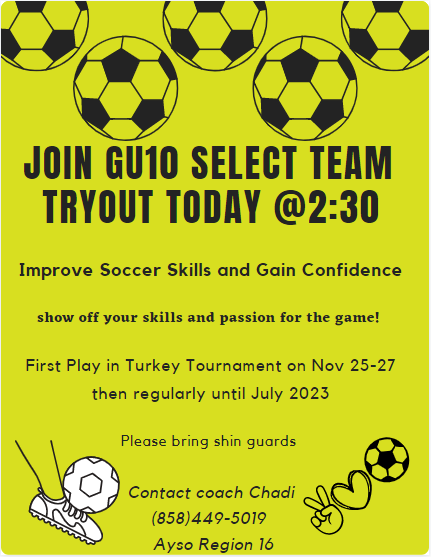 JOIN GU10 SELECT TEAM
TRYOUT TODAY @2:30
Improve Soccer Skills and Gain Confidence
show off your skills and passion for the game!
First Play in Turkey Tournament on Nov 25-27
then regularly until July 2023
Please bring shin guards
Contact coach Chadi
(858)449-5019
Ayso Region 16